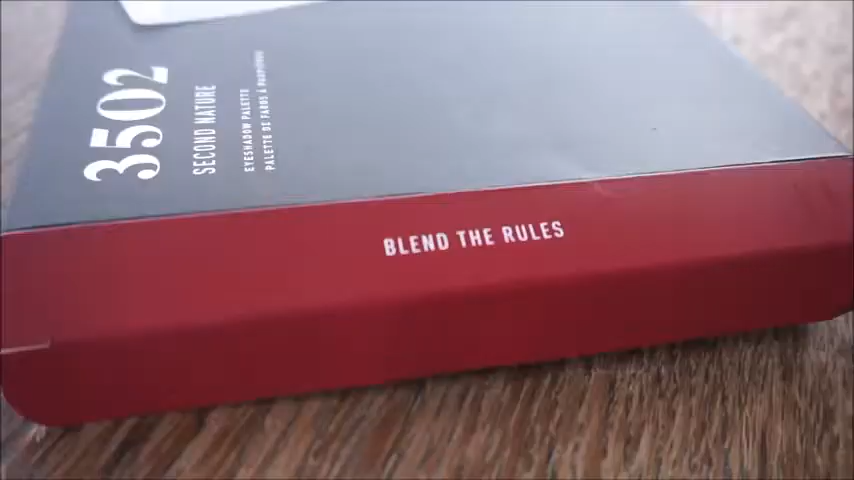 3502
SECOND NATURE
EYESHADOW PALETTE
PALETTE DE FARDS À PAUPIÈRES
BLEND THE RULES